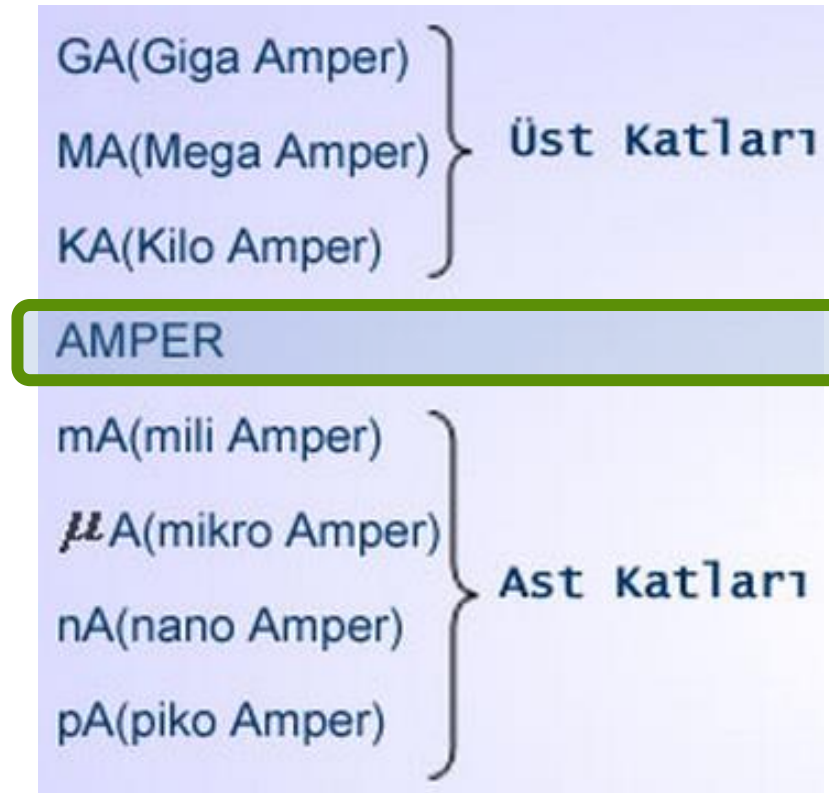 GA(Giga Amper)
MA(Mega Amper)
Üst Katları
KA(Kilo Amper)
AMPER
mA(mili Amper)
µA(mikro Amper)
Ast Katları
nA(nano Amper)
pA(piko Amper)